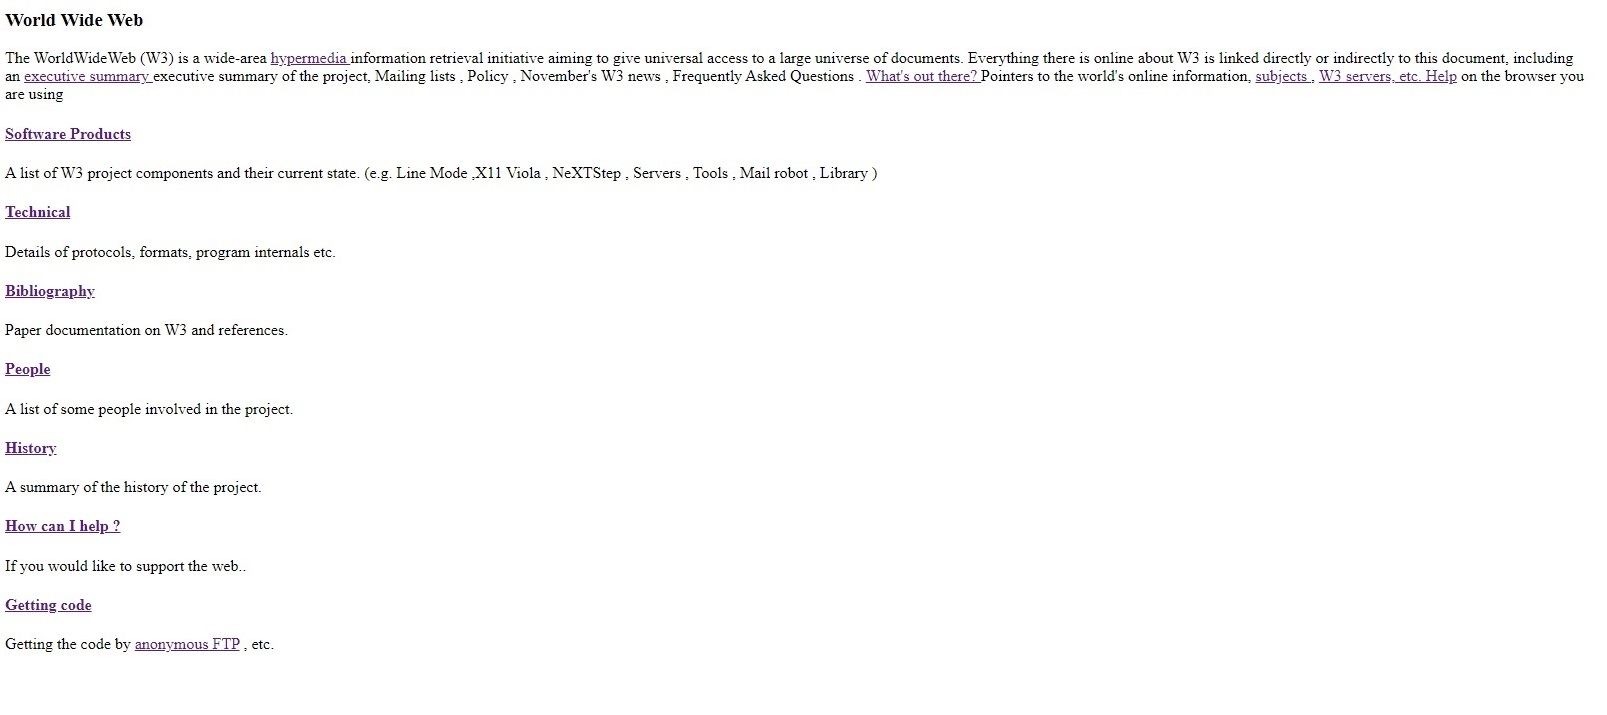 World Wide Web
The WorldWideWeb (W3) is a wide-area hypermedia information retrieval initiative aiming to give universal access to a large universe of documents. Everything there is online about W3 is linked directly or indirectly to this document, including
an executive summary executive summary of the project, Mailing lists , Policy , November's W3 news , Frequently Asked Questions . What's out there? Pointers to the world's online information, subjects , W3 servers, etc. Help on the browser you
are using
Software Products
A list of W3 project components and their current state. (e.g. Line Mode ,X11 Viola , NeXTStep , Servers , Tools , Mail robot , Library )
Technical
Details of protocols, formats, program internals etc.
Bibliography
Paper documentation on W3 and references.
People
A list of some people involved in the project.
History
A summary of the history of the project.
How can I help ?
If you would like to support the web..
Getting code
Getting the code by anonymous FTP , etc.